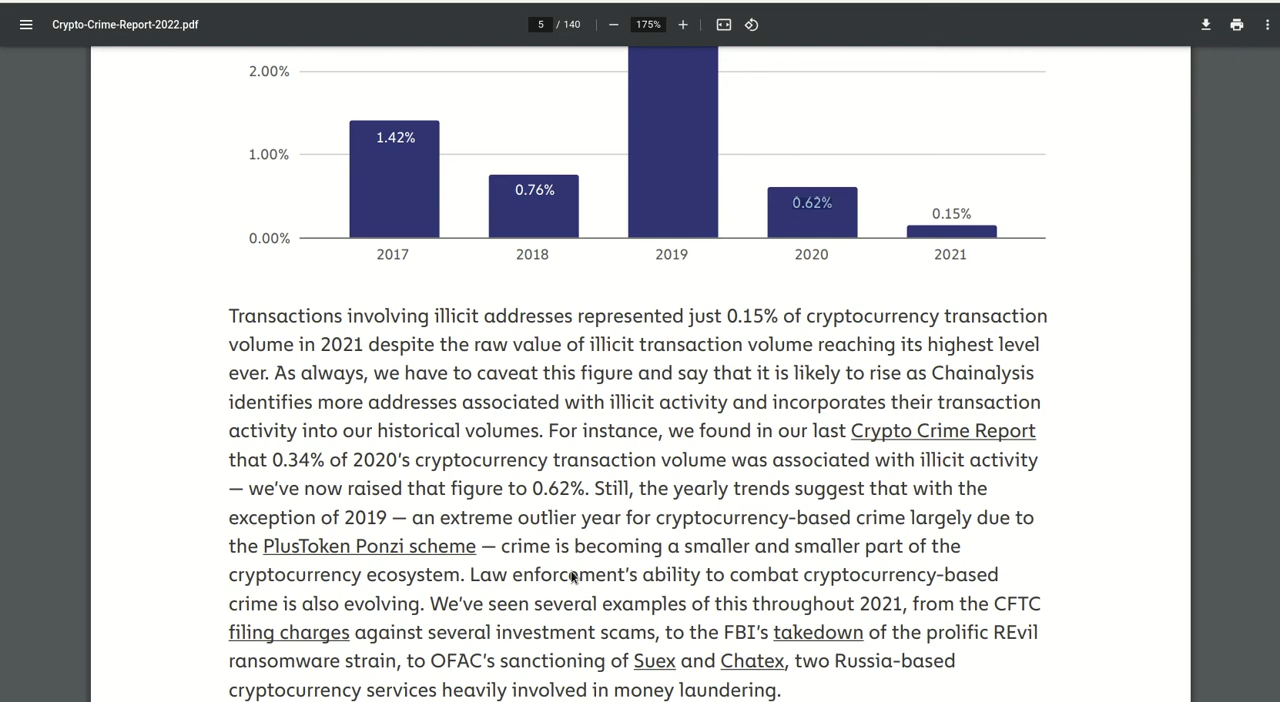 Crypto-Crime-Report-2022.pdf 5 / 140 175%
2.00%
1.42%
1.00%
0.76%
0.62%
0.15%
0.00%
2017 2018 2019 2020 2021
Transactions involving illicit addresses represented just 0.15% of cryptocurrency transaction
volume in 2021 despite the raw value of illicit transaction volume reaching its highest level
ever. As always, we have to caveat this figure and say that it is likely to rise as Chainalysis
identifies more addresses associated with illicit activity and incorporates their transaction
activity into our historical volumes. For instance, we found in our last Crypto Crime Report
that 0.34% of 2020's cryptocurrency transaction volume was associated with illicit activity
— we've now raised that figure to 0.62%. Still, the yearly trends suggest that with the
exception of 2019 — an extreme outlier year for cryptocurrency-based crime largely due to
the PlusToken Ponzi scheme — crime is becoming a smaller and smaller part of the
cryptocurrency ecosystem. Law enforcement's ability to combat cryptocurrency-based
crime is also evolving. We've seen several examples of this throughout 2021, from the CFTC
filing charges against several investment scams, to the FBI's takedown of the prolific REvil
ransomware strain, to OFAC's sanctioning of Suex and Chatex, two Russia-based
cryptocurrency services heavily involved in money laundering.